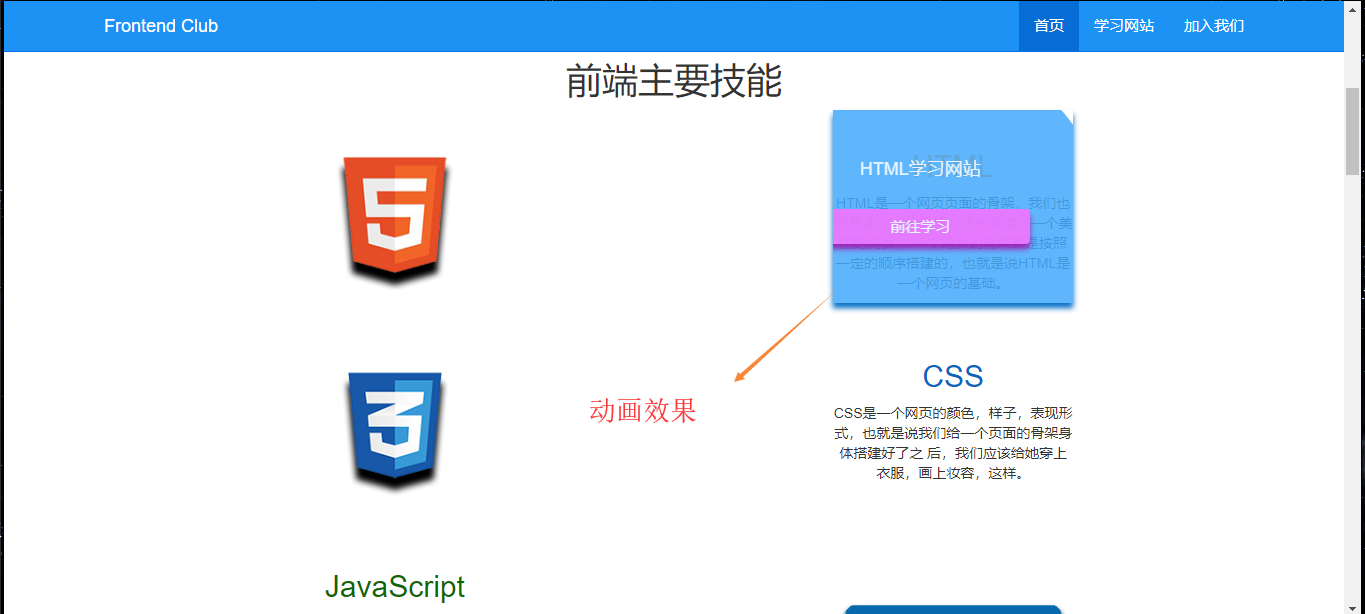 Frontend Club
首页
学习网站
加入我们
前端主要技能
5
HTML
HTML学习网站
HTML是一个网页页面的骨架，我们也
前往学习
一个美
是按照
一定的顺序搭建的，也就是说HTML是
一个网页的基础。
3
CSS
CSS是一个网页的颜色，样子，表现形
式，也就是说我们给一个页面的骨架身
体搭建好了之 后，我们应该给她穿上
衣服，画上妆容，这样。
动画效果
JavaScript